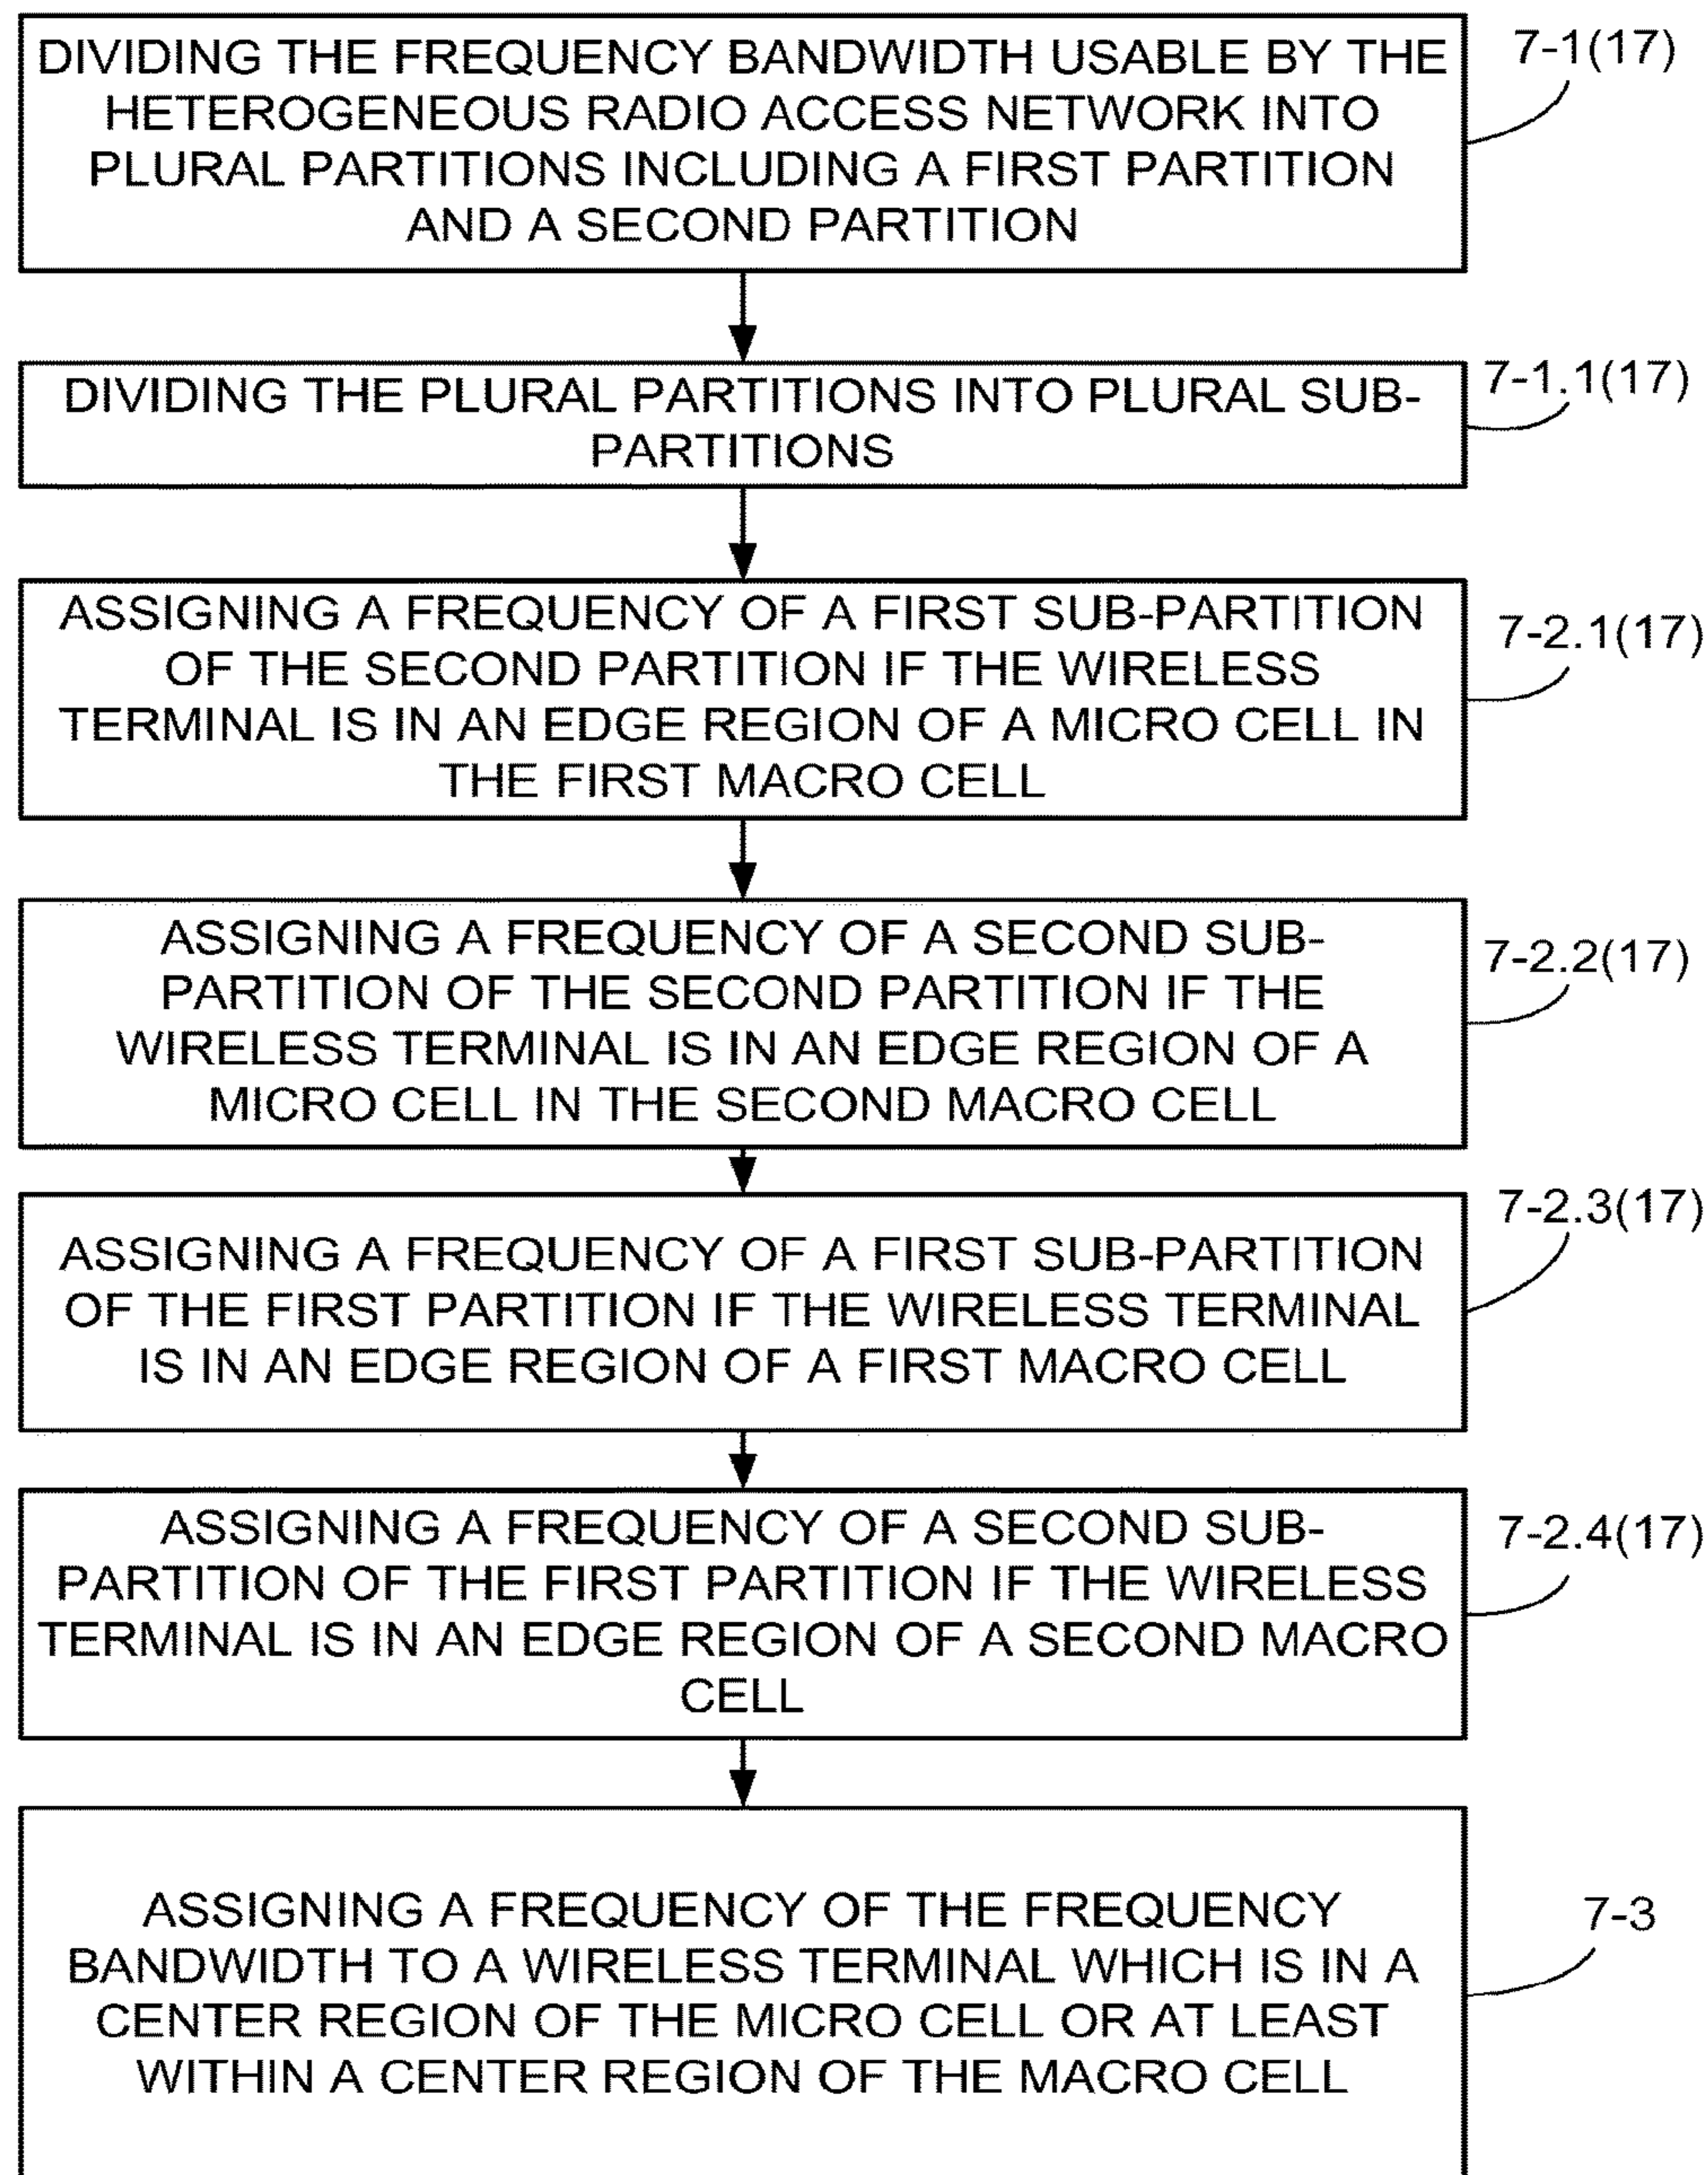 DIVIDING THE FREQUENCY BANDWIDTH USABLE BY THE
HETEROGENEOUS RADIO ACCESS NETWORK INTO
PLURAL PARTITIONS INCLUDING A FIRST PARTITION
AND A SECOND PARTITION
7-1(17)
DIVIDING THE PLURAL PARTITIONS INTO PLURAL SUB-
PARTITIONS
7-1.1(17)
ASSIGNING A FREQUENCY OF A FIRST SUB-PARTITION
OF THE SECOND PARTITION IF THE WIRELESS
TERMINAL IS IN AN EDGE REGION OF A MICRO CELL IN
THE FIRST MACRO CELL
7-2.1(17)
ASSIGNING A FREQUENCY OF A SECOND SUB-
PARTITION OF THE SECOND PARTITION IF THE
WIRELESS TERMINAL IS IN AN EDGE REGION OF A
MICRO CELL IN THE SECOND MACRO CELL
7-2.2(17)
ASSIGNING A FREQUENCY OF A FIRST SUB-PARTITION
OF THE FIRST PARTITION IF THE WIRELESS TERMINAL
IS IN AN EDGE REGION OF A FIRST MACRO CELL
7-2.3(17)
ASSIGNING A FREQUENCY OF A SECOND SUB-
PARTITION OF THE FIRST PARTITION IF THE WIRELESS
TERMINAL IS IN AN EDGE REGION OF A SECOND MACRO
CELL
7-2.4(17)
ASSIGNING A FREQUENCY OF THE FREQUENCY
BANDWIDTH TO A WIRELESS TERMINAL WHICH IS IN A
CENTER REGION OF THE MICRO CELL OR AT LEAST
WITHIN A CENTER REGION OF THE MACRO CELL
7-3